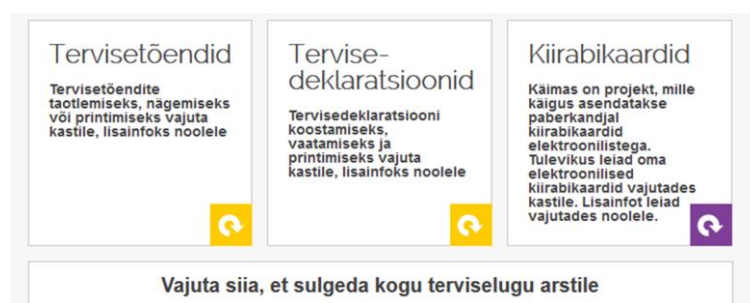 Tervisetõendid
Tervisetõendite
taotlemiseks, nägemiseks
või printimiseks vajuta
kastile, lisainfoks noolele
Tervise-
deklaratsioonid
Tervisedeklaratsiooni
koostamiseks,
vaatamiseks ja
printimiseks vajuta
kastile, lisainfoks noolele
Kiirabikaardid
Käimas on projekt, mille
käigus asendatakse
paberkandjal
kiirabikaardid
elektroonilistega.
Tulevikus leiad oma
elektroonilised
kiirabikaardid vajutades
kastile. Lisainfot leiad
vajutades noolele.
Vajuta siia, et sulgeda kogu terviselugu arstile